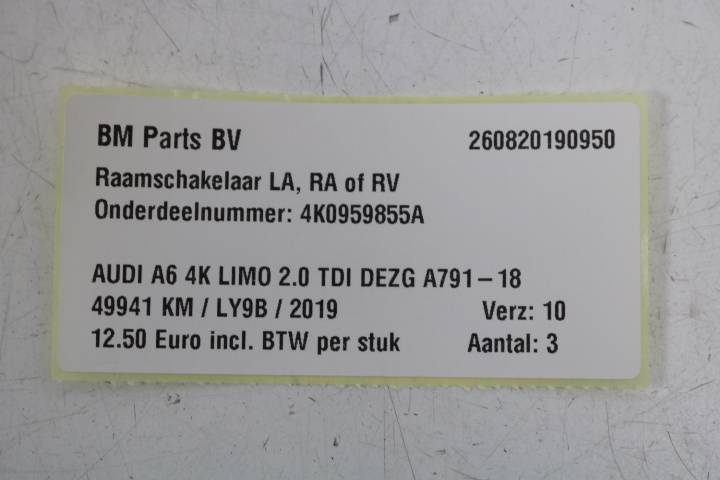 BM Parts BV 260820190950
Raamschakelaar LA, RA of RV
Onderdeelnummer: 4K0959855A
AUDI A6 4K LIMO 2.0 TDI DEZG A791-18
49941 KM / LY9B / 2019 Verz: 10
12.50 Euro incl. BTW per stuk Aantal: 3